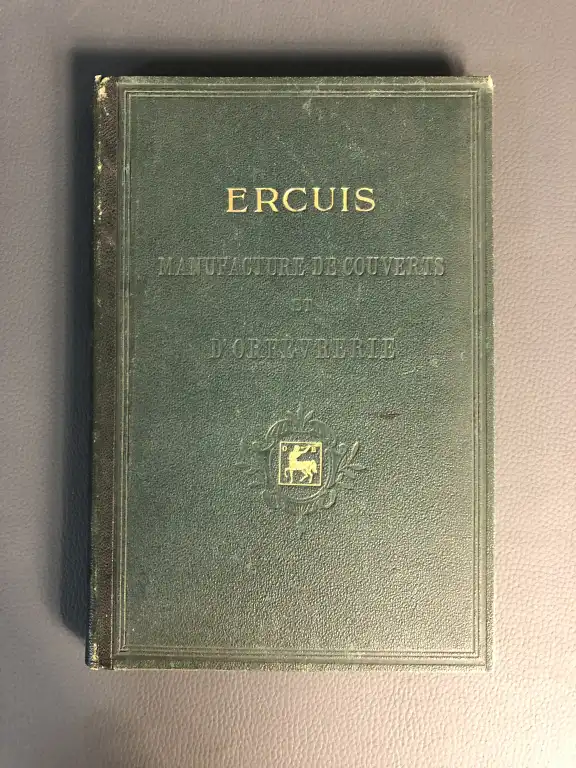 ERCUIS
MANUFACTURE DE COUVERTS
ET
D'ORFÈVRERIE